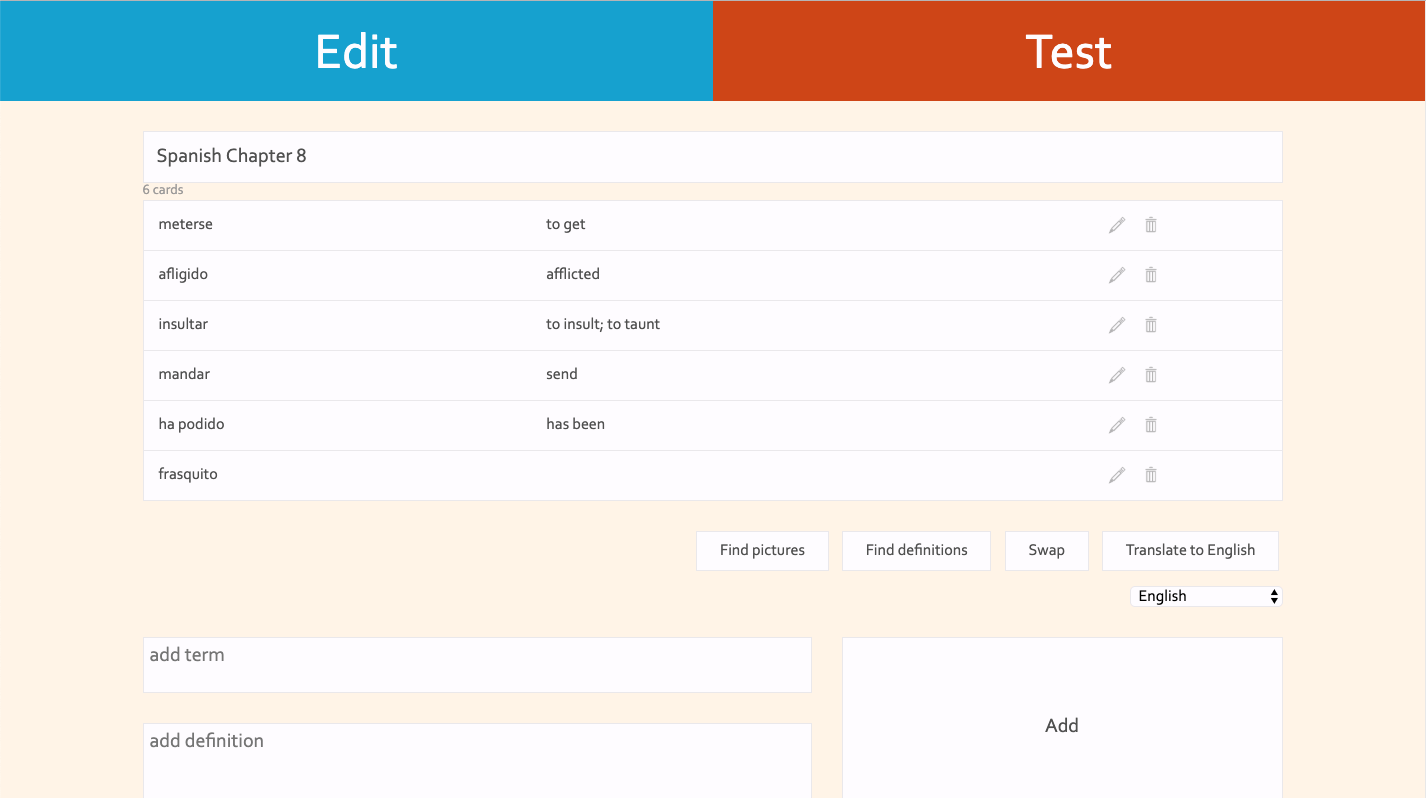 Edit Test
Spanish Chapter 8
6 cards
meterse to get
afligido afflicted
insultar to insult; to taunt
mandar send
ha podido has been
frasquito
Find pictures Find definitions Swap Translate to English
English
add term
Add
add definition